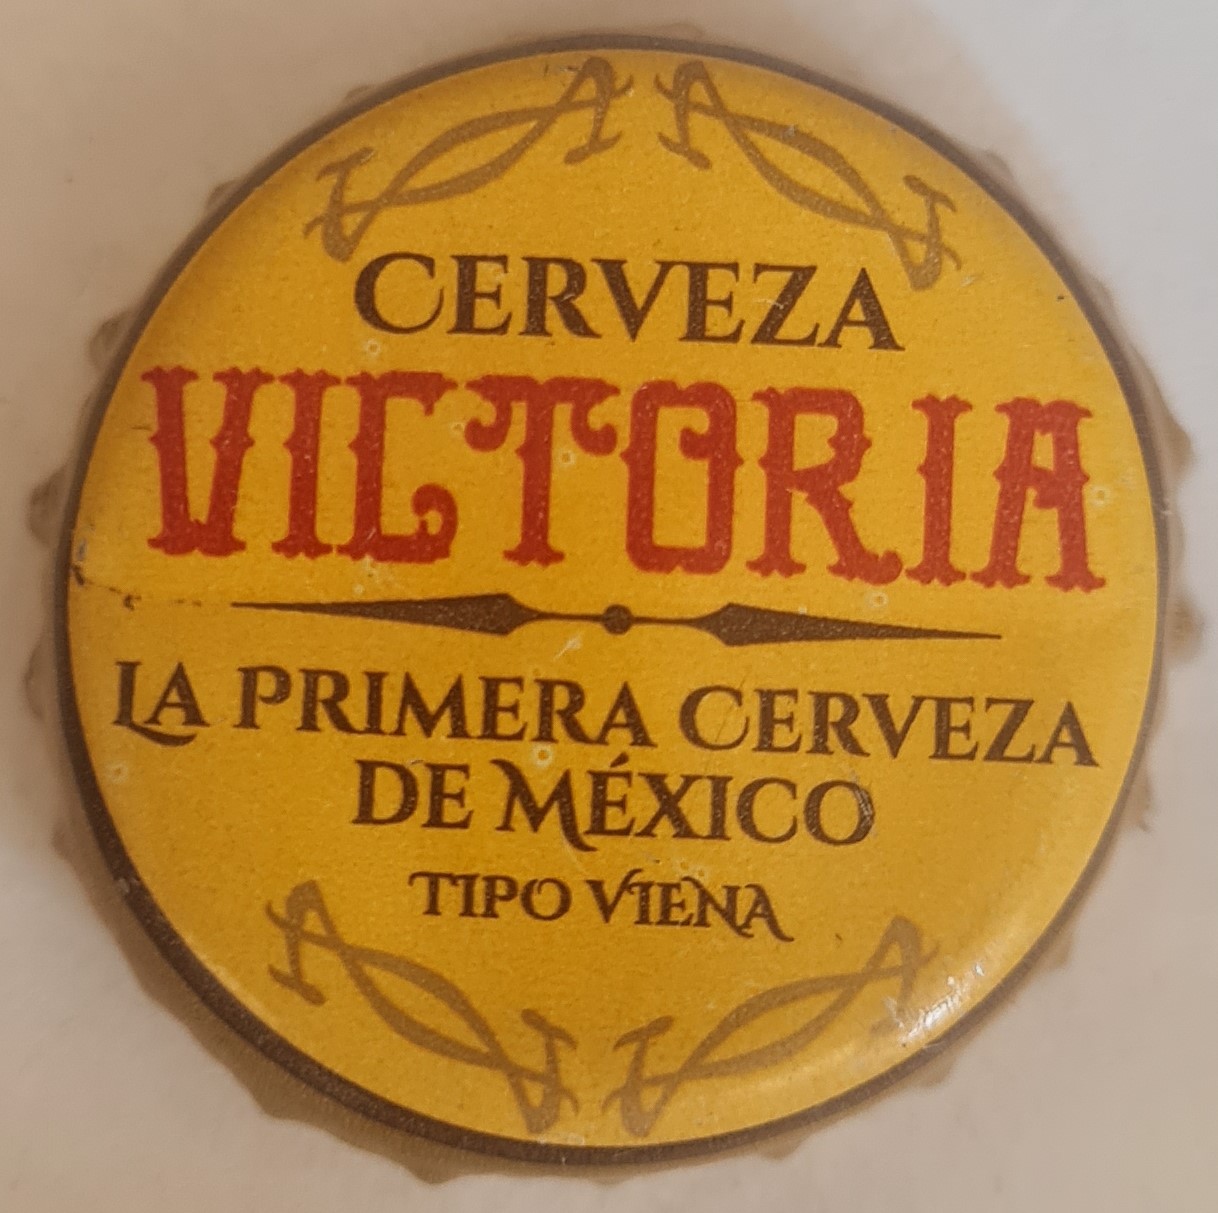 CERVEZA
VICTORIA
LA PRIMERA CERVEZA
DE MÉXICO
TIPO VIENA